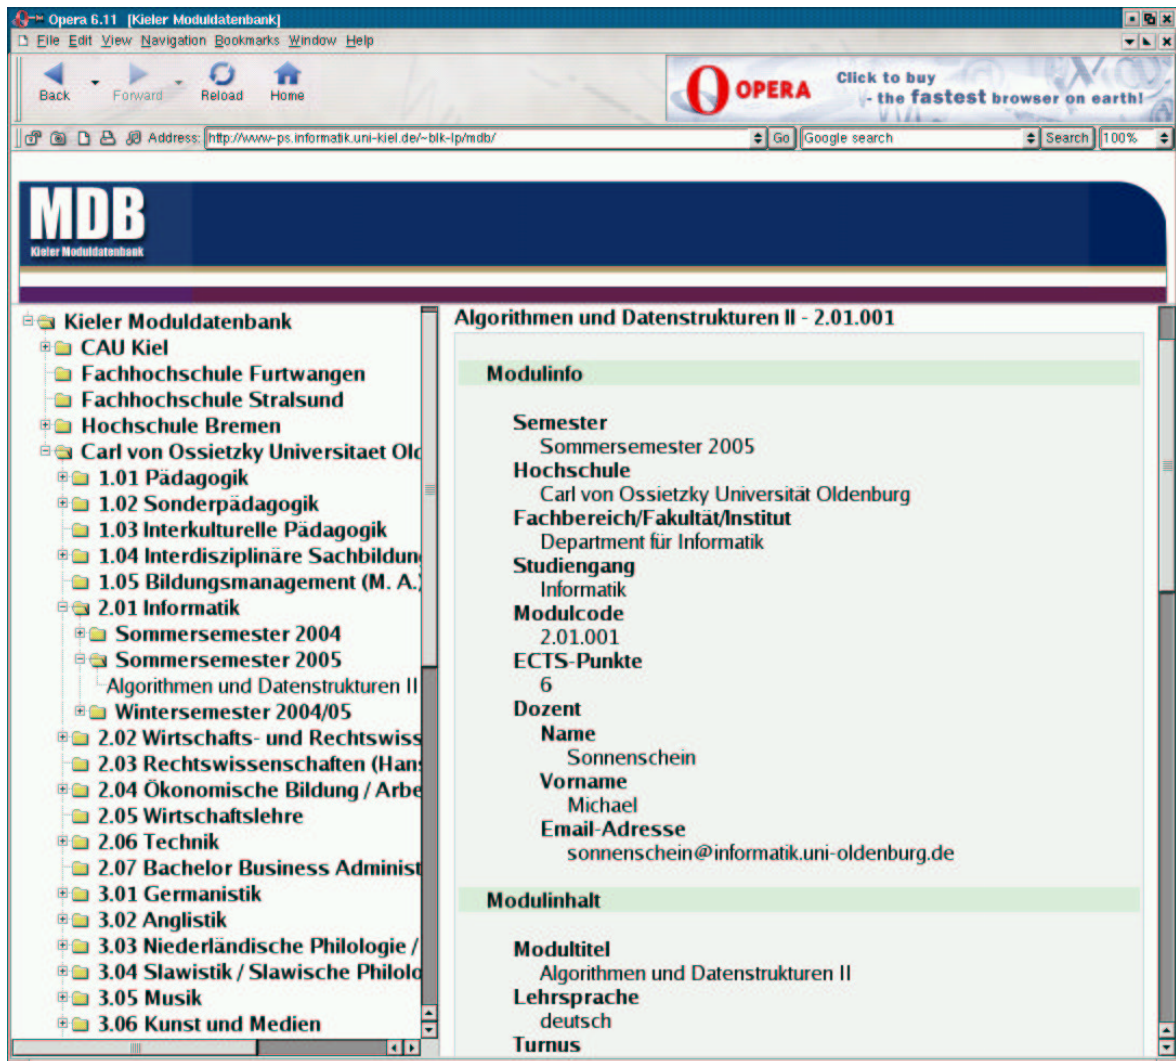 Opera 6.11 [Kieler Moduldatenbank]
File Edit View Navigation Bookmarks Window Help
Back Forward Reload Home
OPERA Click to buy
- the fastest browser on earth!
Address: http://www-ps.informatik.uni-kiel.de/~blk-lp/mdb/ Go Google search Search 100%
MDB
Kieler Moduldatenbank
Kieler Moduldatenbank
CAU Kiel
Fachhochschule Furtwangen
Fachhochschule Stralsund
Hochschule Bremen
Carl von Ossietzky Universitaet Old
1.01 Pädagogik
1.02 Sonderpädagogik
1.03 Interkulturelle Pädagogik
1.04 Interdisziplinäre Sachbildun
1.05 Bildungsmanagement (M. A.)
2.01 Informatik
Sommersemester 2004
Sommersemester 2005
Algorithmen und Datenstrukturen II
Wintersemester 2004/05
2.02 Wirtschafts- und Rechtswiss
2.03 Rechtswissenschaften (Hans
2.04 Ökonomische Bildung / Arbe
2.05 Wirtschaftslehre
2.06 Technik
2.07 Bachelor Business Administ
3.01 Germanistik
3.02 Anglistik
3.03 Niederländische Philologie /
3.04 Slawistik / Slawische Philolo
3.05 Musik
3.06 Kunst und Medien
Algorithmen und Datenstrukturen II - 2.01.001
Modulinfo
Semester
Sommersemester 2005
Hochschule
Carl von Ossietzky Universität Oldenburg
Fachbereich/Fakultät/Institut
Department für Informatik
Studiengang
Informatik
Modulcode
2.01.001
ECTS-Punkte
6
Dozent
Name
Sonnenschein
Vorname
Michael
Email-Adresse
sonnenschein@informatik.uni-oldenburg.de
Modulinhalt
Modultitel
Algorithmen und Datenstrukturen II
Lehrsprache
deutsch
Turnus